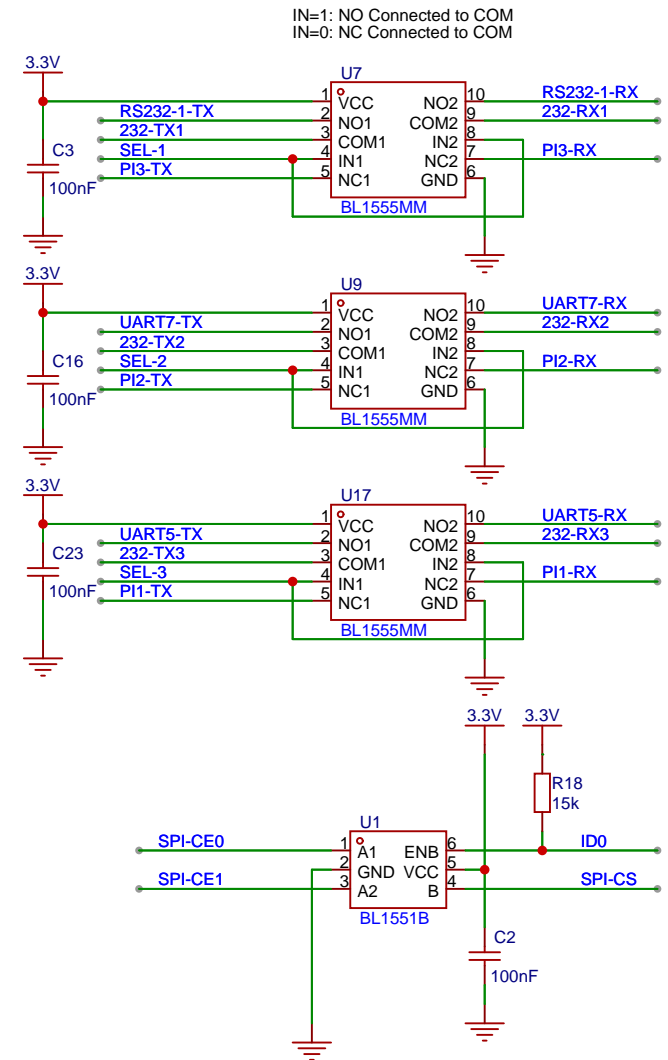 IN=1: NO Connected to COM
IN=0: NC Connected to COM
3.3V
U7
1 VCC NO2 10 RS232-1-RX
RS232-1-TX 2 NO1 COM2 9 232-RX1
232-TX1 3 COM1 IN2 8
SEL-1 4 IN1 NC2 7 PI3-RX
PI3-TX 5 NC1 GND 6
C3
100nF
BL1555MM
3.3V
U9
1 VCC NO2 10 UART7-RX
UART7-TX 2 NO1 COM2 9 232-RX2
232-TX2 3 COM1 IN2 8
SEL-2 4 IN1 NC2 7 PI2-RX
PI2-TX 5 NC1 GND 6
C16
100nF
BL1555MM
3.3V
U17
1 VCC NO2 10 UART5-RX
UART5-TX 2 NO1 COM2 9 232-RX3
232-TX3 3 COM1 IN2 8
SEL-3 4 IN1 NC2 7 PI1-RX
PI1-TX 5 NC1 GND 6
C23
100nF
BL1555MM
3.3V 3.3V
R18
15k
U1
SPI-CE0 1 A1 ENB 6 ID0
2 GND VCC 5
SPI-CE1 3 A2 B 4 SPI-CS
BL1551B
C2
100nF